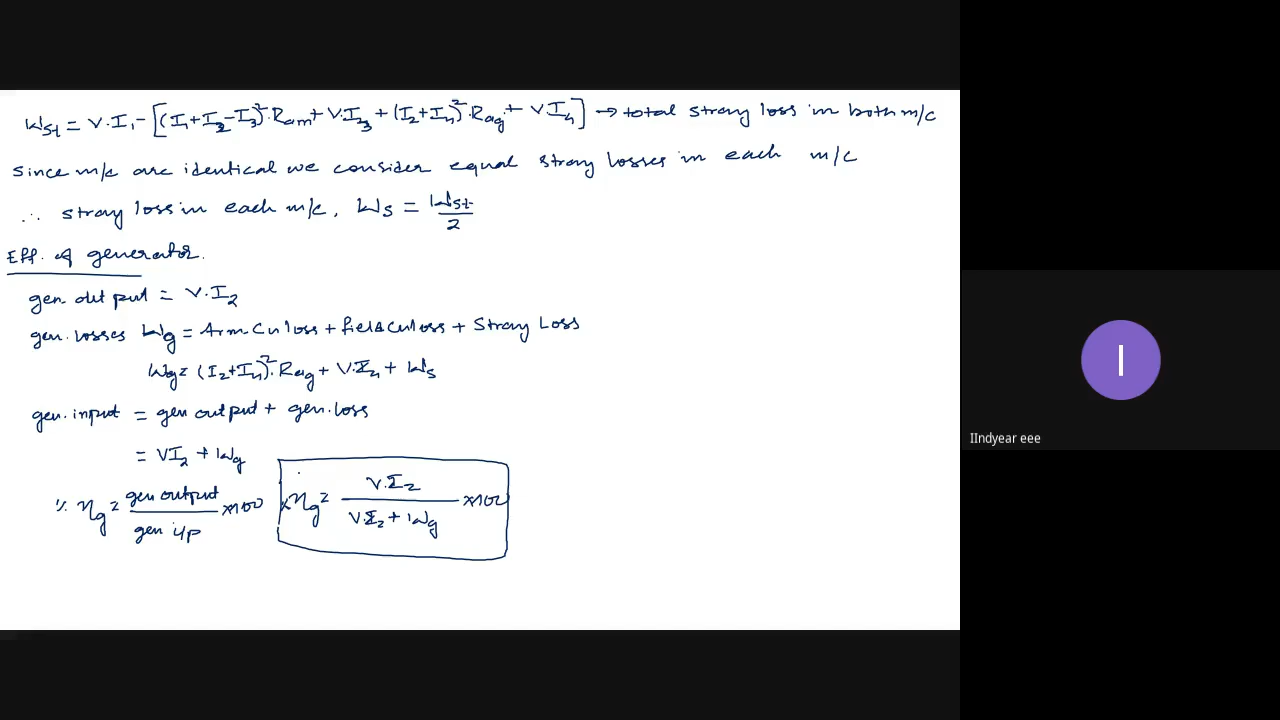 W_St = V.I₁ - [(I₁+I₂-I₃)².Ram + V.I₃ + (I₂+I₄)².Rag + VI₄] → total stray loss in both m/c
since m/c are identical we consider equal stray losses in each m/c
∴ stray loss in each m/c, Ws = W_St/2
Eff. of generator.
gen. output = V.I₂
gen. losses Wg = Arm. Cu loss + field Cu loss + Stray Loss
Wg = (I₂+I₄)².Rag + V.I₄ + Ws
gen. input = gen output + gen. loss
= VI₂ + Wg
% ηg = gen output / gen i/p × 100
% ηg = V.I₂ / V.I₂ + Wg × 100
I
IIndyear eee